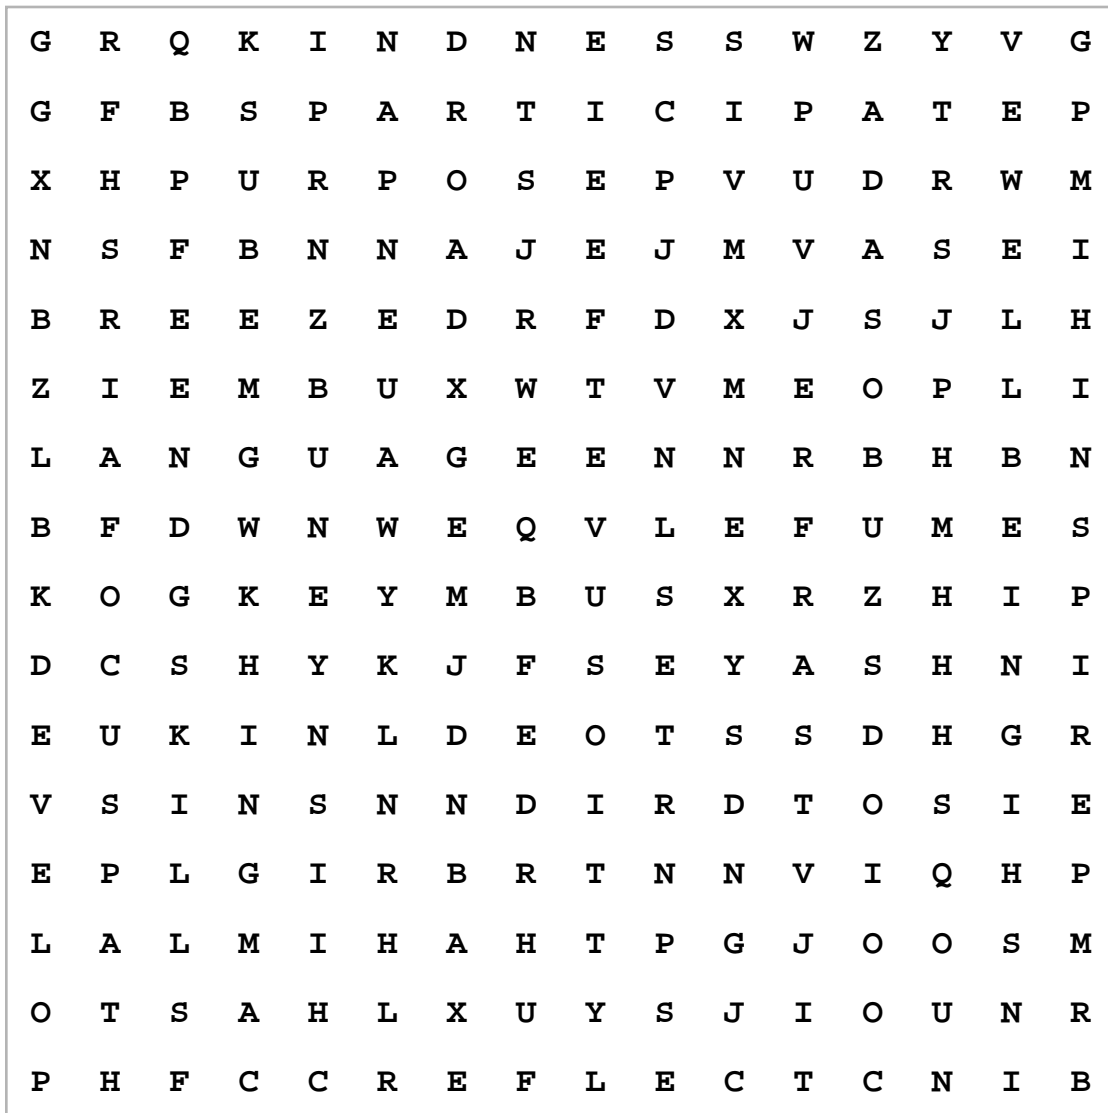 G R Q K I N D N E S S W Z Y V G
G F B S P A R T I C I P A T E P
X H P U R P O S E P V U D R W M
N S F B N N A J E J M V A S E I
B R E E Z E D R F D X J S J L H
Z I E M B U X W T V M E O P L I
L A N G U A G E E N N R B H B N
B F D W N W E Q V L E F U M E S
K O G K E Y M B U S X R Z H I P
D C S H Y K J F S E Y A S H N I
E U K I N L D E O T S S D H G R
V S I N S N N D I R D T O S I E
E P L G I R B R T N N V I Q H P
L A L M I H A H T P G J O O S M
O T S A H L X U Y S J I O U N R
P H F C C R E F L E C T C N I B